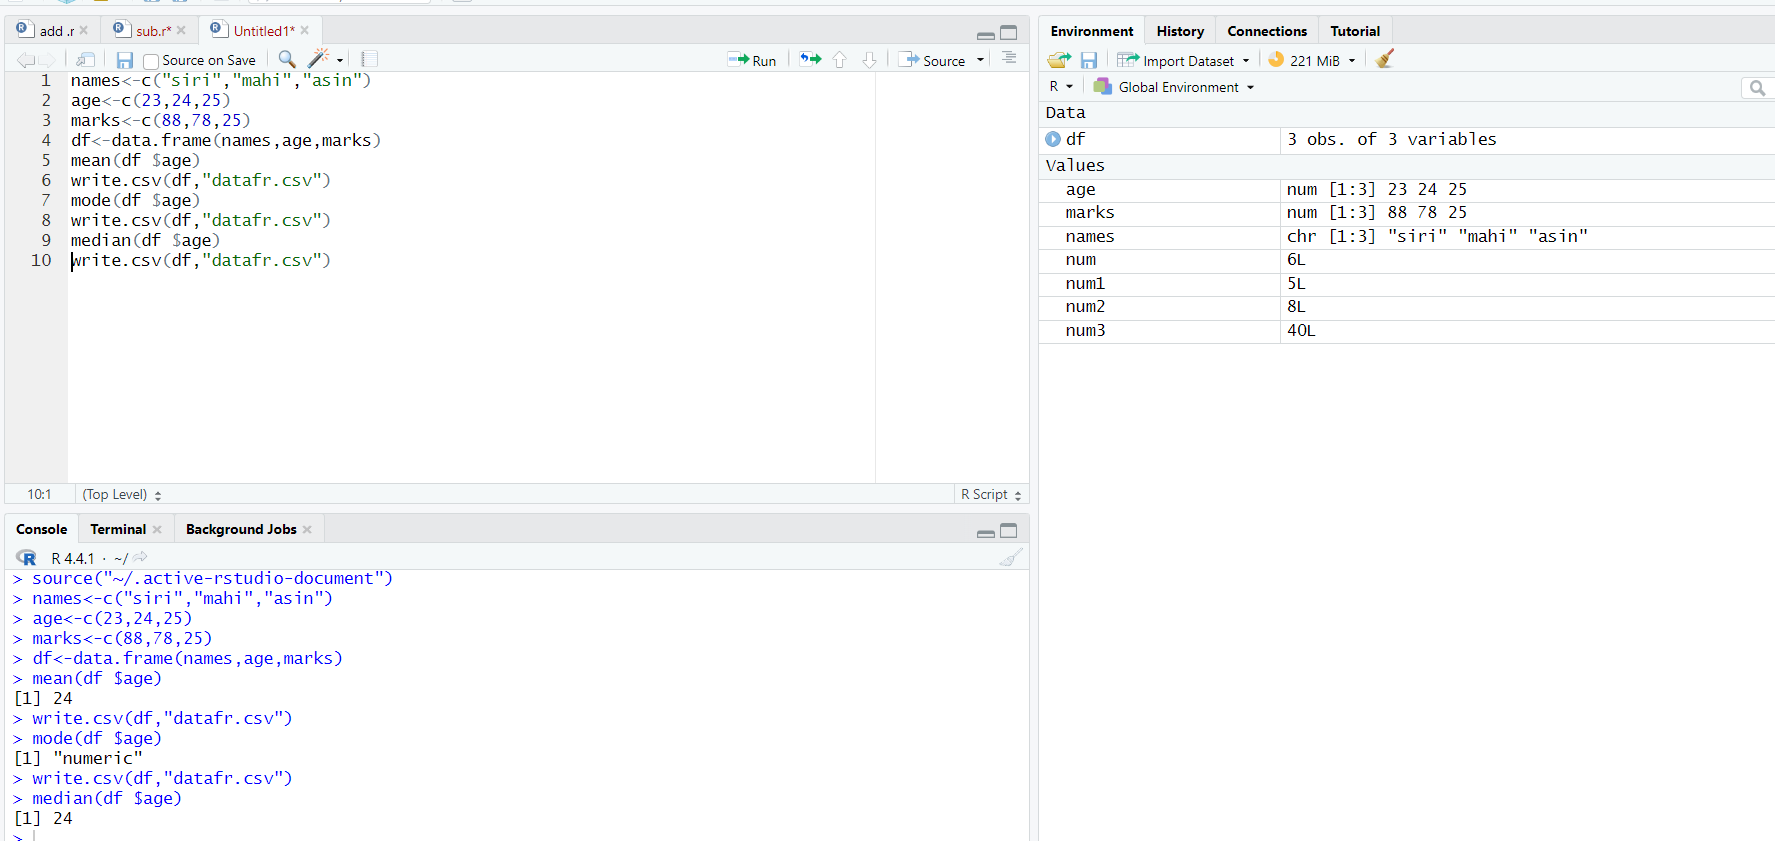 add .r
sub.r*
Untitled1*
Source on Save
Run
Source
1 names<-c("siri","mahi","asin")
2 age<-c(23,24,25)
3 marks<-c(88,78,25)
4 df<-data.frame(names,age,marks)
5 mean(df $age)
6 write.csv(df,"datafr.csv")
7 mode(df $age)
8 write.csv(df,"datafr.csv")
9 median(df $age)
10 write.csv(df,"datafr.csv")
10:1 (Top Level) R Script
Console Terminal Background Jobs
R R 4.4.1 · ~/
> source("~/.active-rstudio-document")
> names<-c("siri","mahi","asin")
> age<-c(23,24,25)
> marks<-c(88,78,25)
> df<-data.frame(names,age,marks)
> mean(df $age)
[1] 24
> write.csv(df,"datafr.csv")
> mode(df $age)
[1] "numeric"
> write.csv(df,"datafr.csv")
> median(df $age)
[1] 24
>
Environment History Connections Tutorial
Import Dataset 221 MiB
R Global Environment
Data
df 3 obs. of 3 variables
Values
age num [1:3] 23 24 25
marks num [1:3] 88 78 25
names chr [1:3] "siri" "mahi" "asin"
num 6L
num1 5L
num2 8L
num3 40L